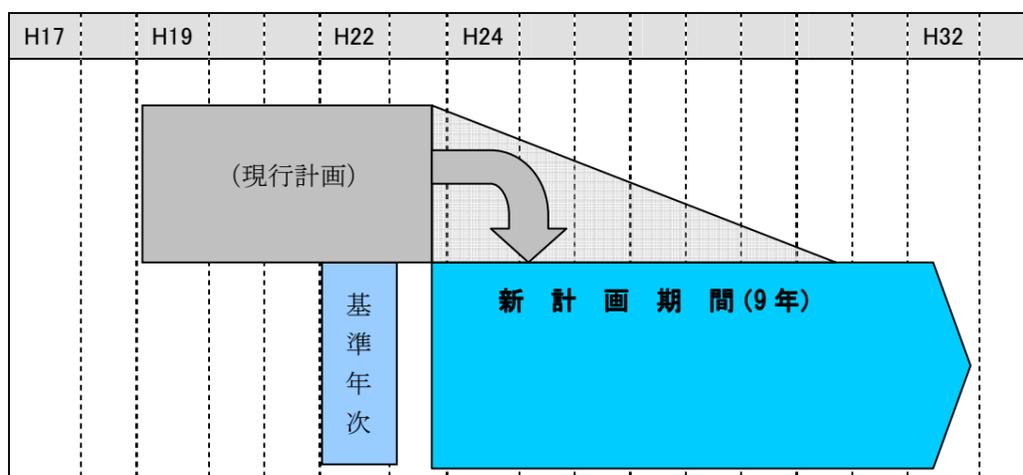 H17 H19 H22 H24 H32
(現行計画)
新 計 画 期 間(9年)
基
準
年
次